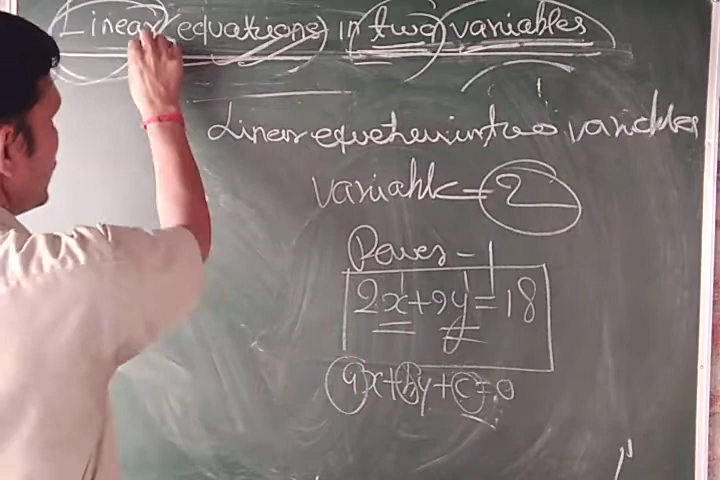 Linear equations in two variables
Linear equation in two variables
Variable = 2
Power - 1
2x + 9y = 18
ax + by + c = 0